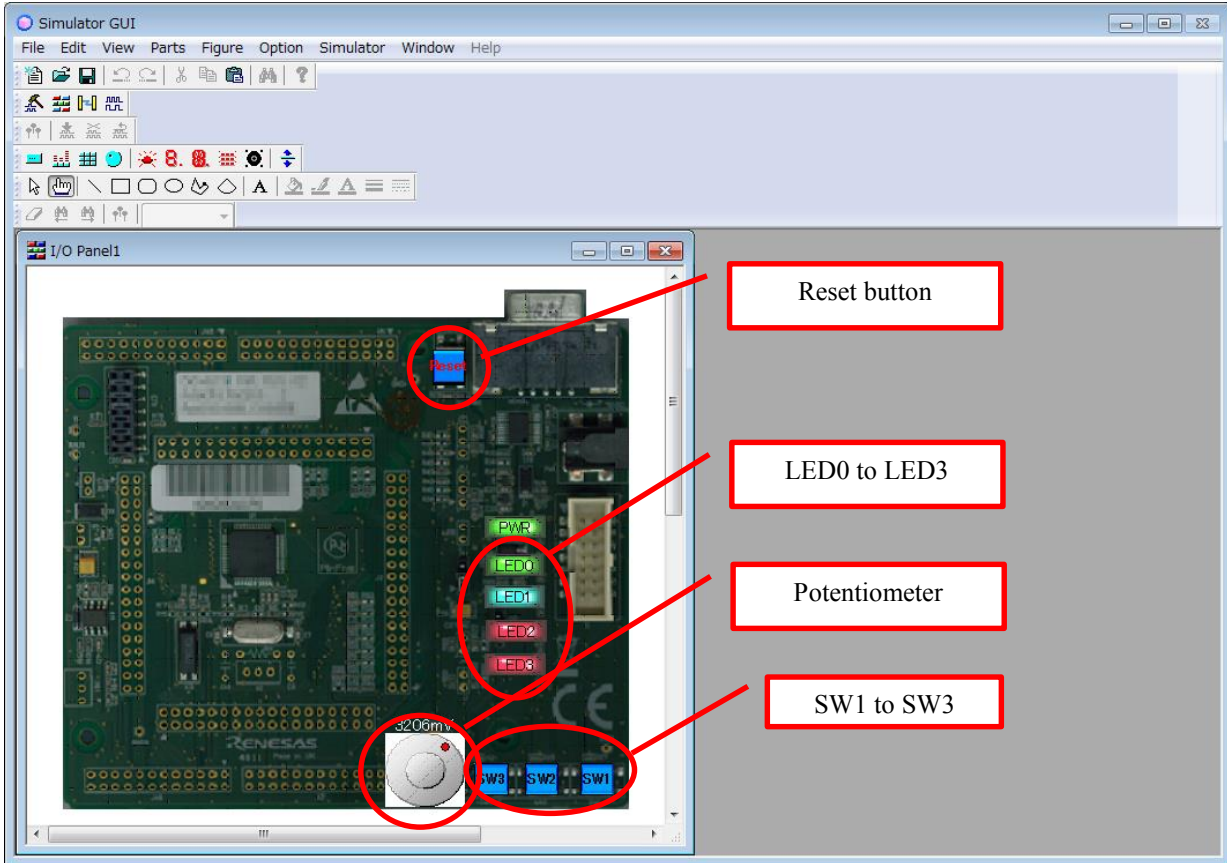 Simulator GUI
File Edit View Parts Figure Option Simulator Window Help
I/O Panel1
Reset button
Reset
LED0 to LED3
PWR
LED0
LED1
Potentiometer
LED2
LED3
SW1 to SW3
3206mV
RENESAS
SW3 SW2 SW1